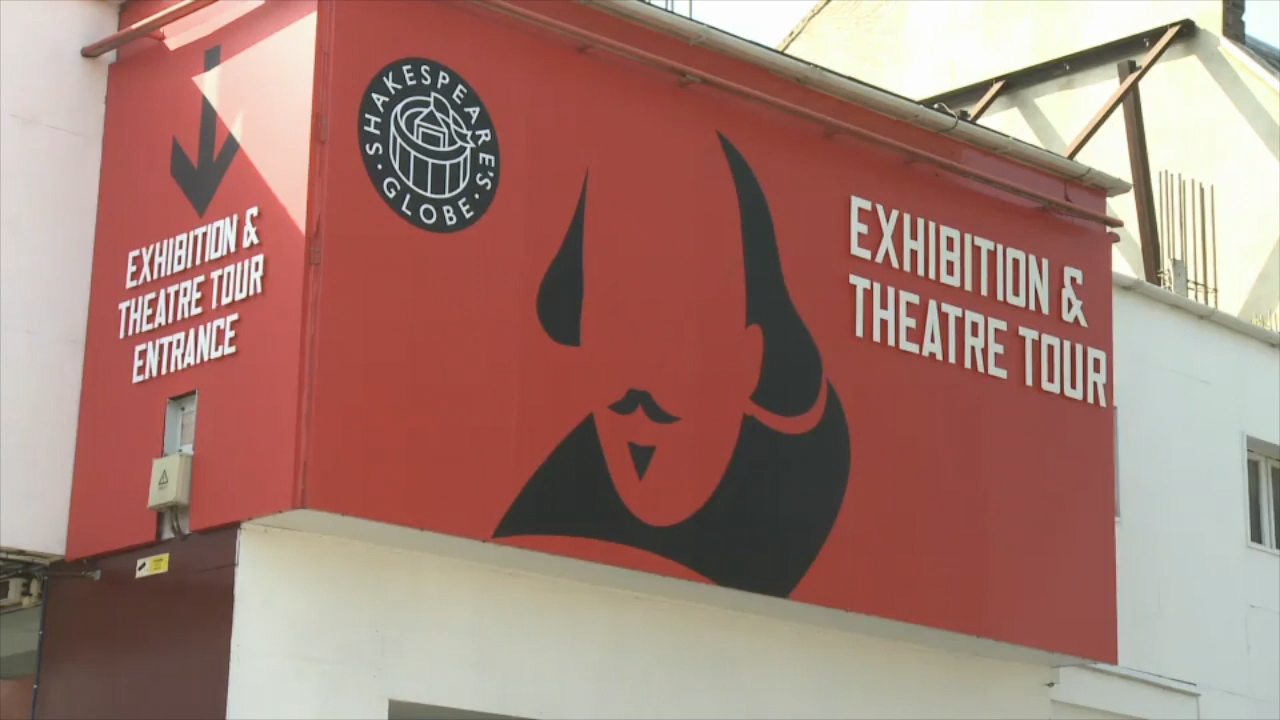 EXHIBITION &
THEATRE TOUR
ENTRANCE
SHAKESPEARE'S · GLOBE ·
EXHIBITION &
THEATRE TOUR